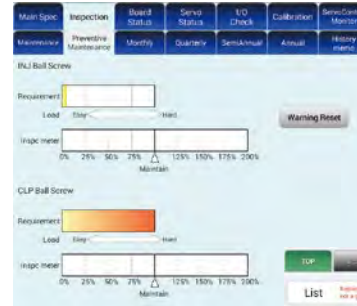 Main Spec Inspection Board Status Servo Status I/O Check Calibration
Maintenance Preventive Maintenance Monthly Quarterly SemiAnnual Annual History
INJ Ball Screw
Requirement
Load Easy Hard
Warning Reset
Inspc meter
0% 25% 50% 75% 125% 150% 175% 200%
Maintain
CLP Ball Screw
Requirement
Load Easy Hard
Inspc meter
0% 25% 50% 75% 125% 150% 175% 200%
Maintain
TOP
List